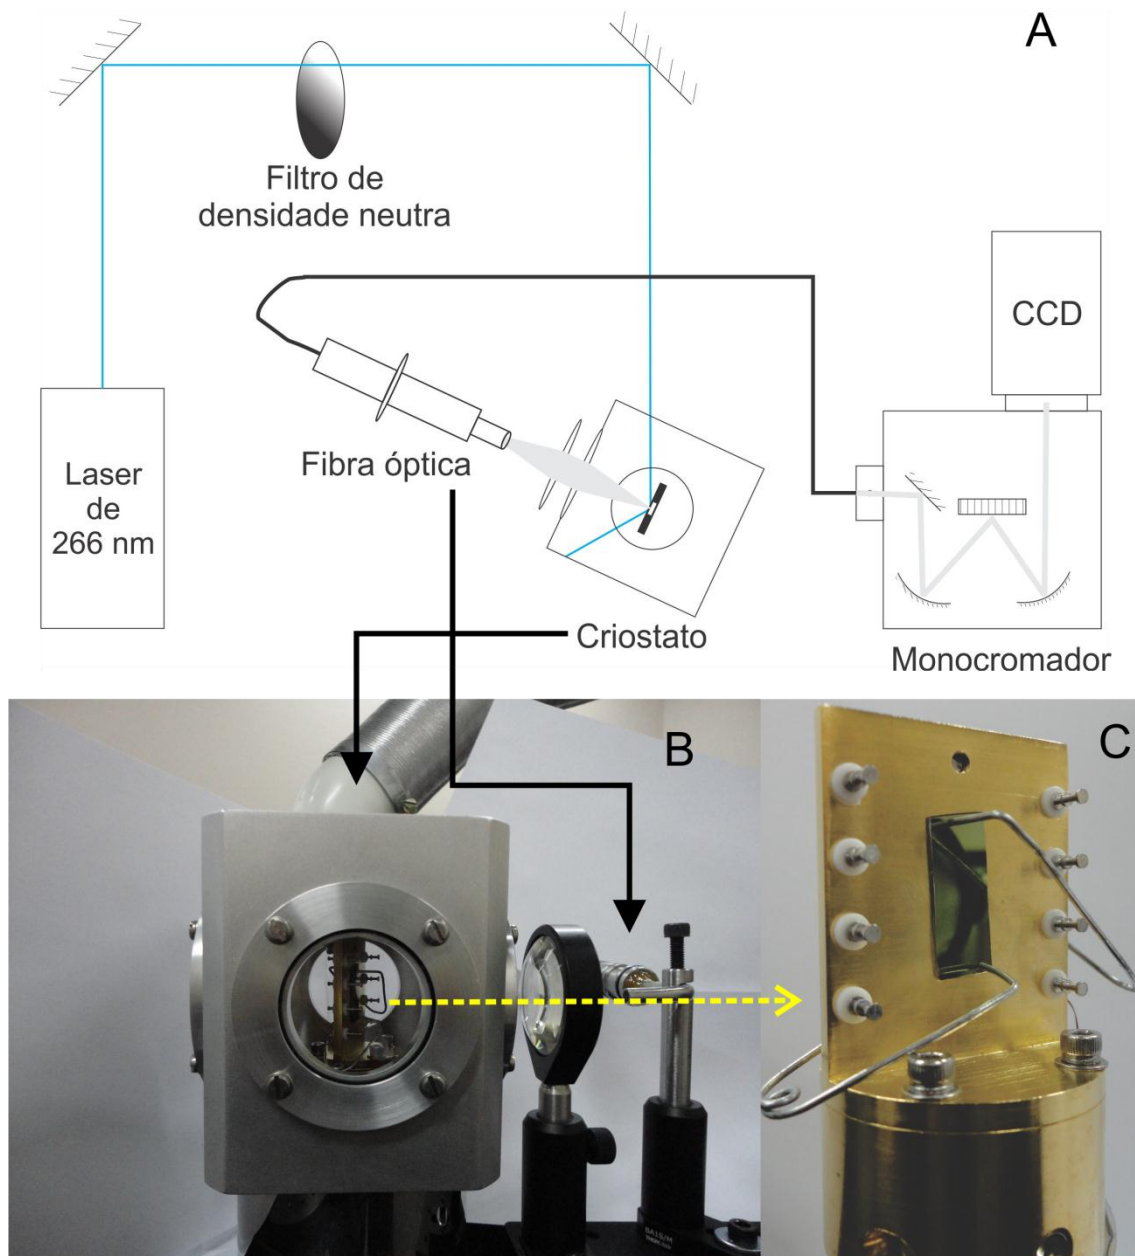 A
Filtro de
densidade neutra
CCD
Laser
de
266 nm
Fibra óptica
Criostato
Monocromador
B
C